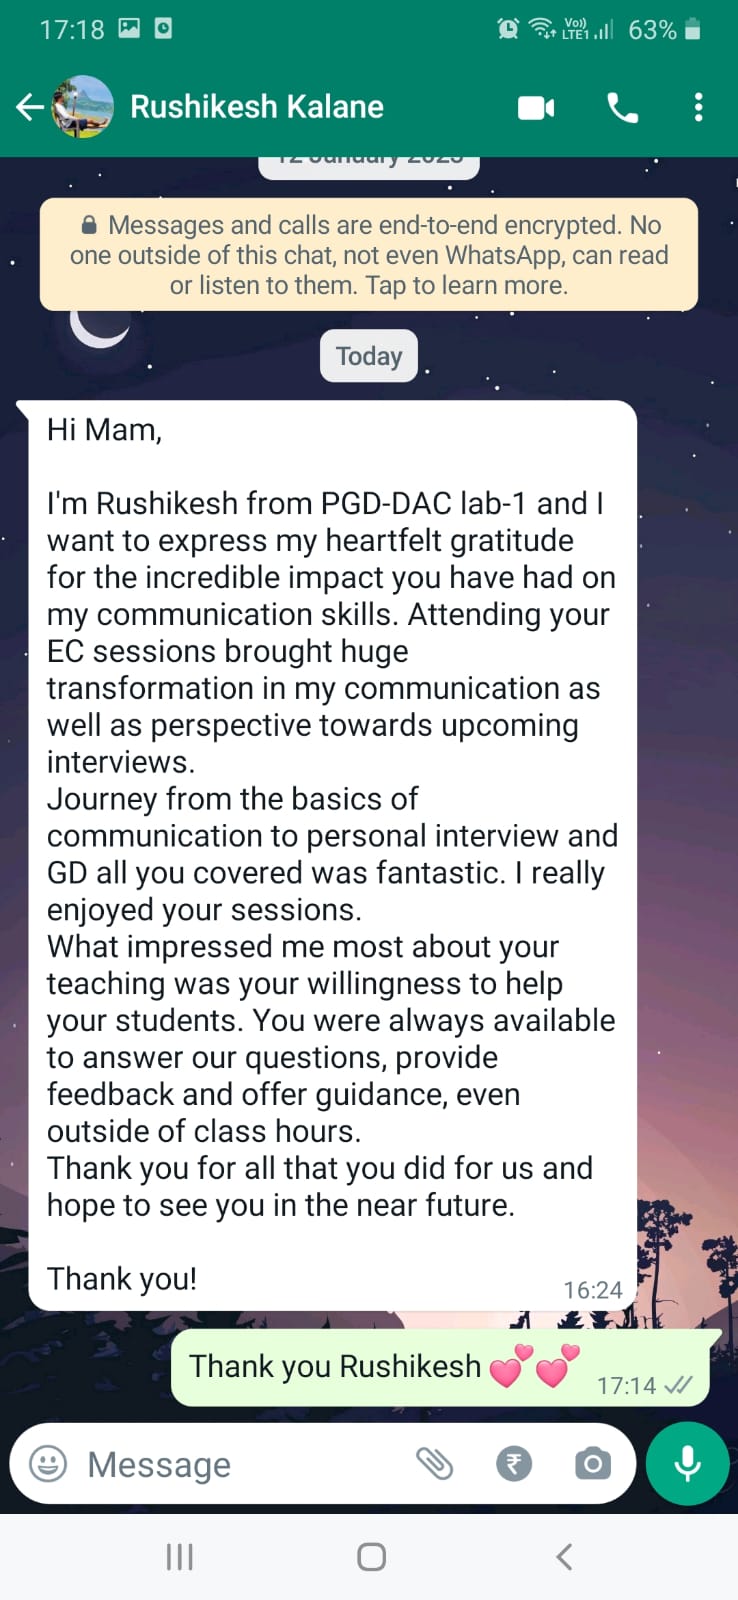 17:18
Vo))
LTE1
63%
Rushikesh Kalane
12 January 2023
Messages and calls are end-to-end encrypted. No
one outside of this chat, not even WhatsApp, can read
or listen to them. Tap to learn more.
Today
Hi Mam,
I'm Rushikesh from PGD-DAC lab-1 and I
want to express my heartfelt gratitude
for the incredible impact you have had on
my communication skills. Attending your
EC sessions brought huge
transformation in my communication as
well as perspective towards upcoming
interviews.
Journey from the basics of
communication to personal interview and
GD all you covered was fantastic. I really
enjoyed your sessions.
What impressed me most about your
teaching was your willingness to help
your students. You were always available
to answer our questions, provide
feedback and offer guidance, even
outside of class hours.
Thank you for all that you did for us and
hope to see you in the near future.
Thank you!
16:24
Thank you Rushikesh 💕💕
17:14
Message